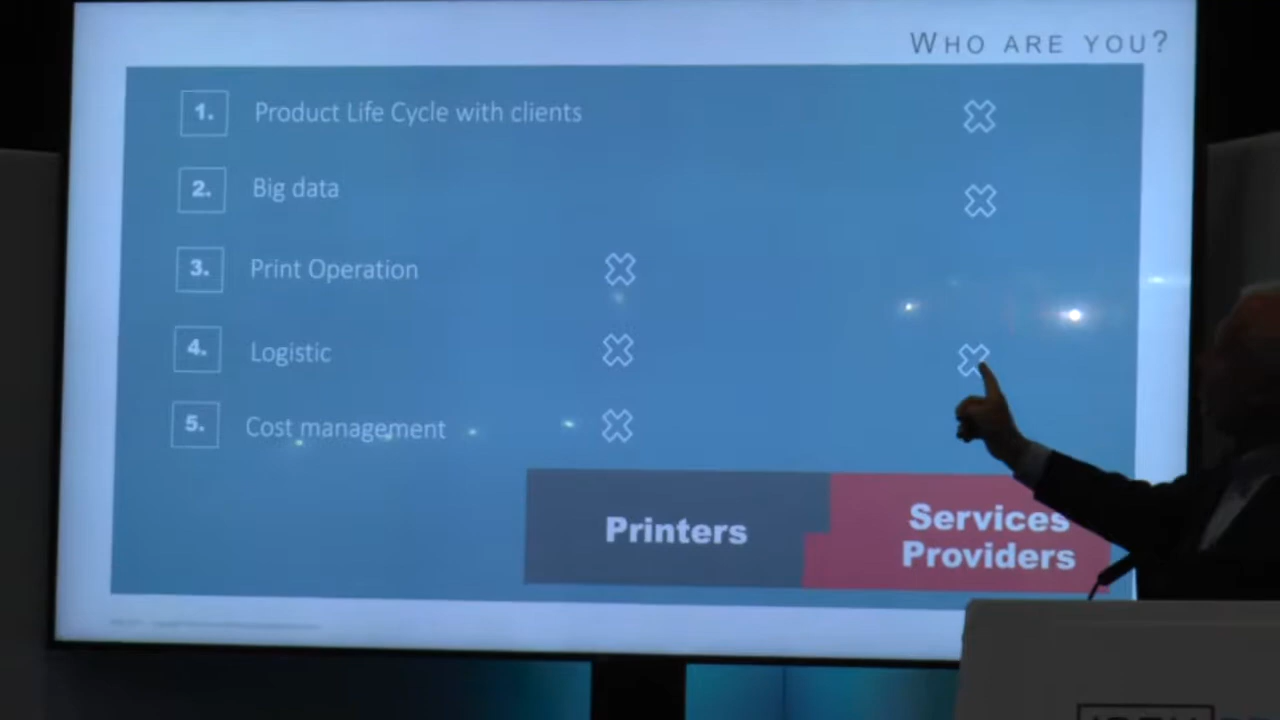 WHO ARE YOU?
1. Product Life Cycle with clients
2. Big data
3. Print Operation
4. Logistic
5. Cost management
Printers
Services
Providers